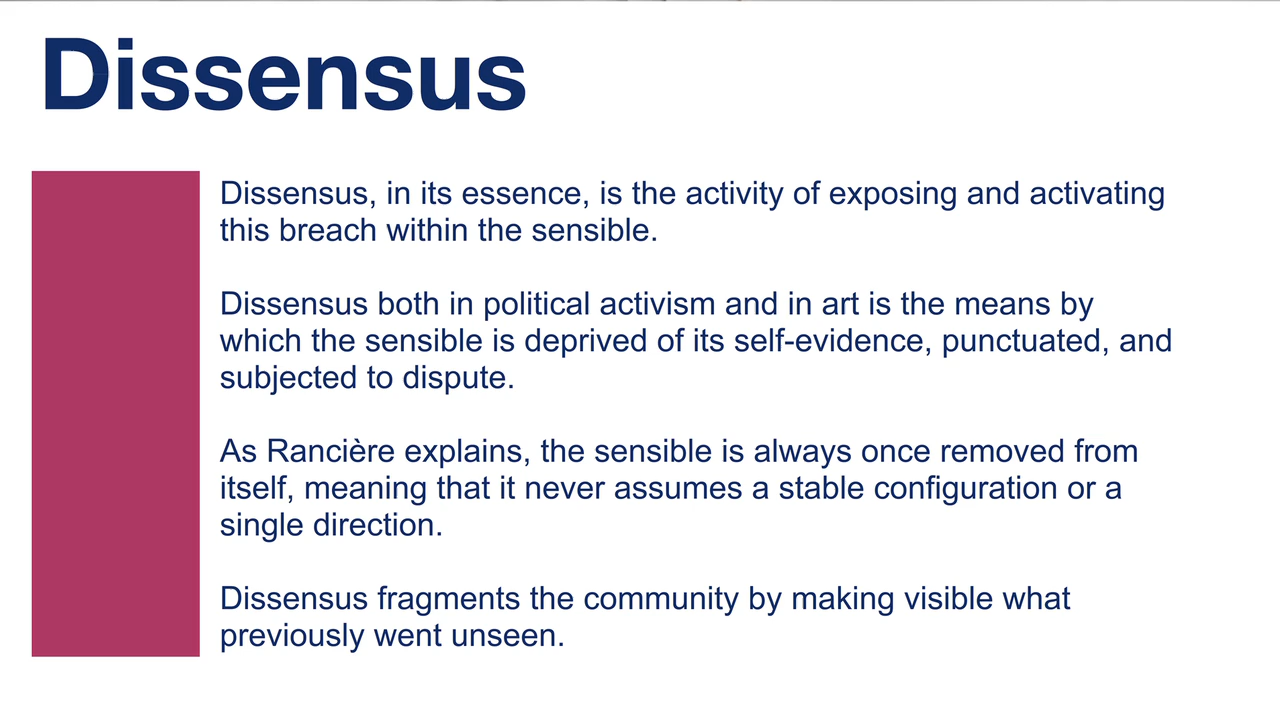 Dissensus
Dissensus, in its essence, is the activity of exposing and activating
this breach within the sensible.
Dissensus both in political activism and in art is the means by
which the sensible is deprived of its self-evidence, punctuated, and
subjected to dispute.
As Rancière explains, the sensible is always once removed from
itself, meaning that it never assumes a stable configuration or a
single direction.
Dissensus fragments the community by making visible what
previously went unseen.